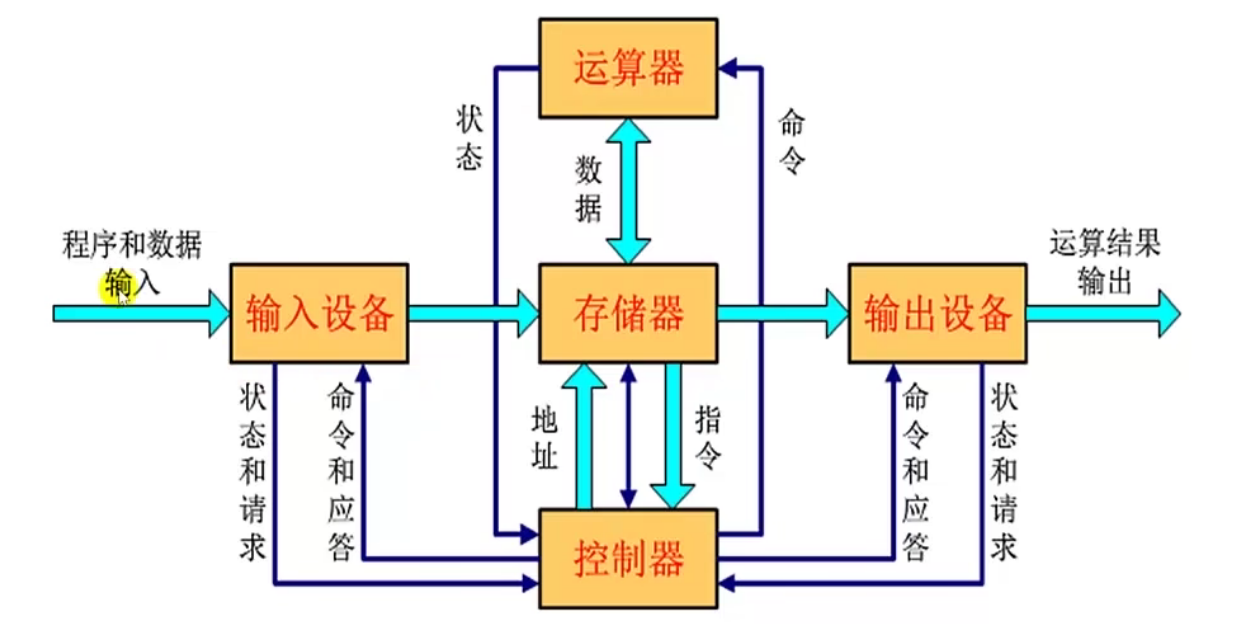 运算器
状态
命令
数据
程序和数据
输入
运算结果
输出
输入设备
存储器
输出设备
状态和请求
命令和应答
地址
指令
命令和应答
状态和请求
控制器